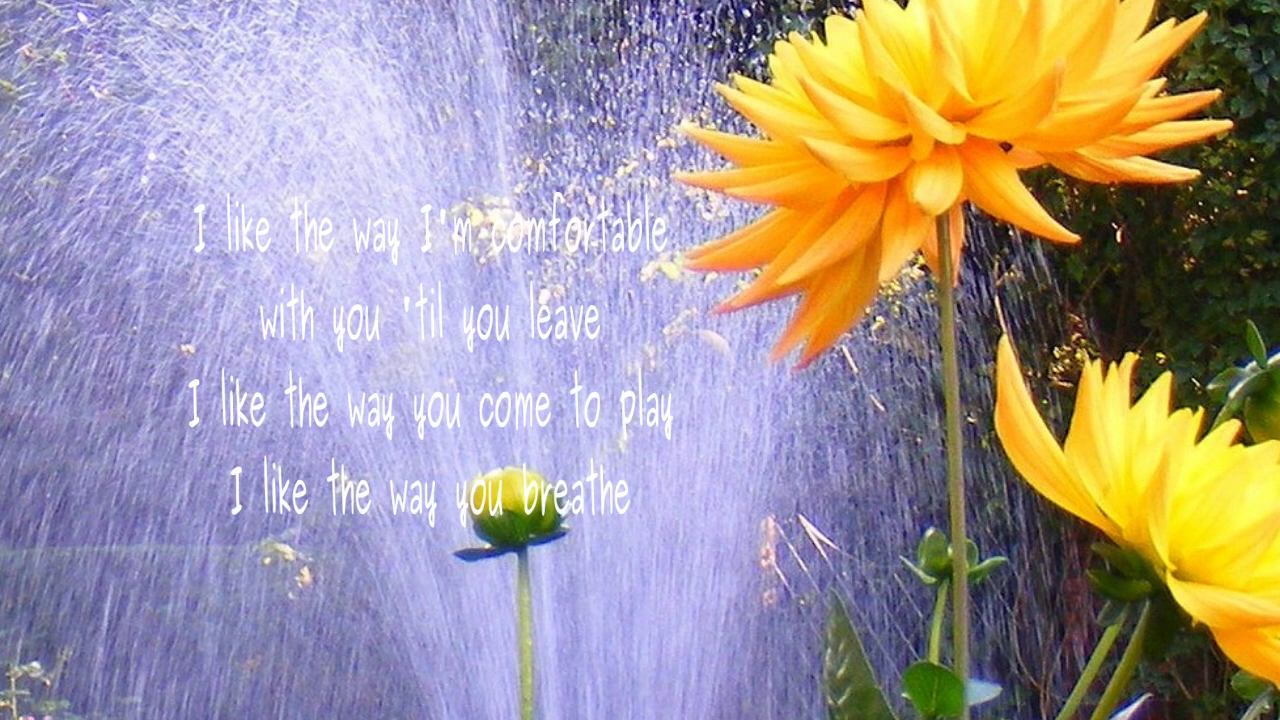 I like the way I'm comfortable
with you 'til you leave
I like the way you come to play
I like the way you breathe